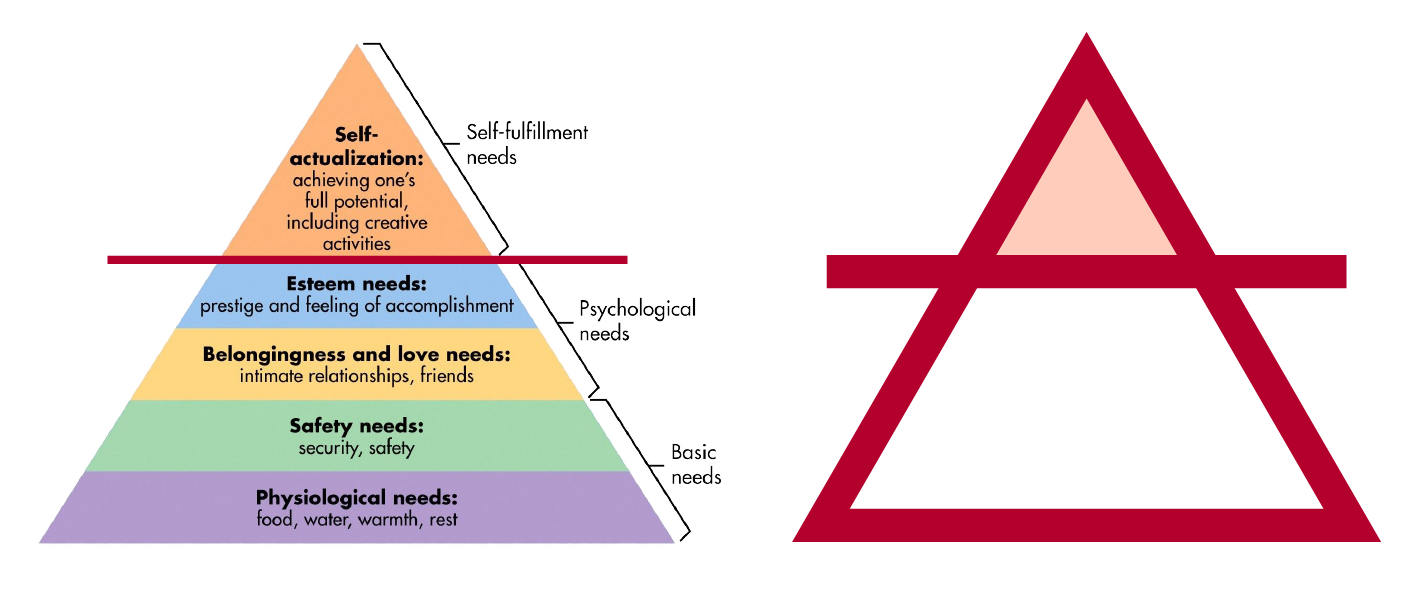 Self-
actualization:
achieving one's
full potential,
including creative
activities
Self-fulfillment
needs
Esteem needs:
prestige and feeling of accomplishment
Psychological
needs
Belongingness and love needs:
intimate relationships, friends
Safety needs:
security, safety
Basic
needs
Physiological needs:
food, water, warmth, rest